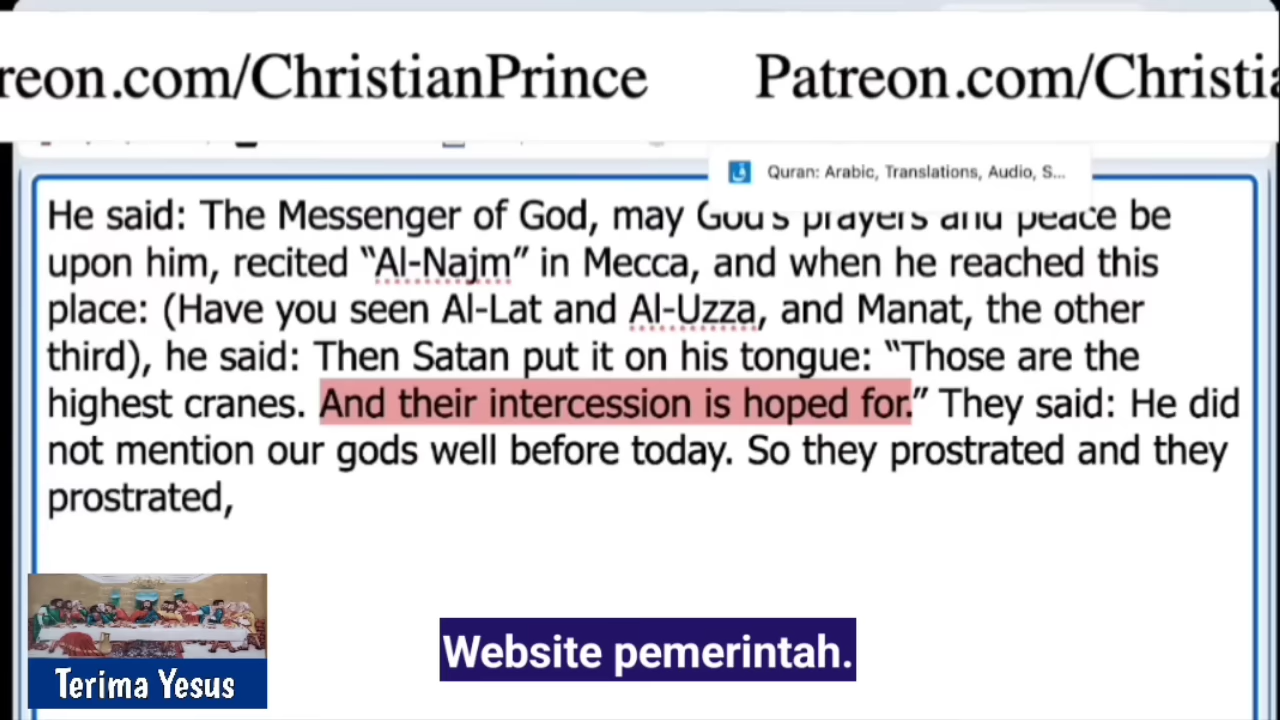 reon.com/ChristianPrince Patreon.com/Christia
Quran: Arabic, Translations, Audio, S...
He said: The Messenger of God, may God's prayers and peace be
upon him, recited “Al-Najm” in Mecca, and when he reached this
place: (Have you seen Al-Lat and Al-Uzza, and Manat, the other
third), he said: Then Satan put it on his tongue: “Those are the
highest cranes. And their intercession is hoped for.” They said: He did
not mention our gods well before today. So they prostrated and they
prostrated,
Website pemerintah.
Terima Yesus